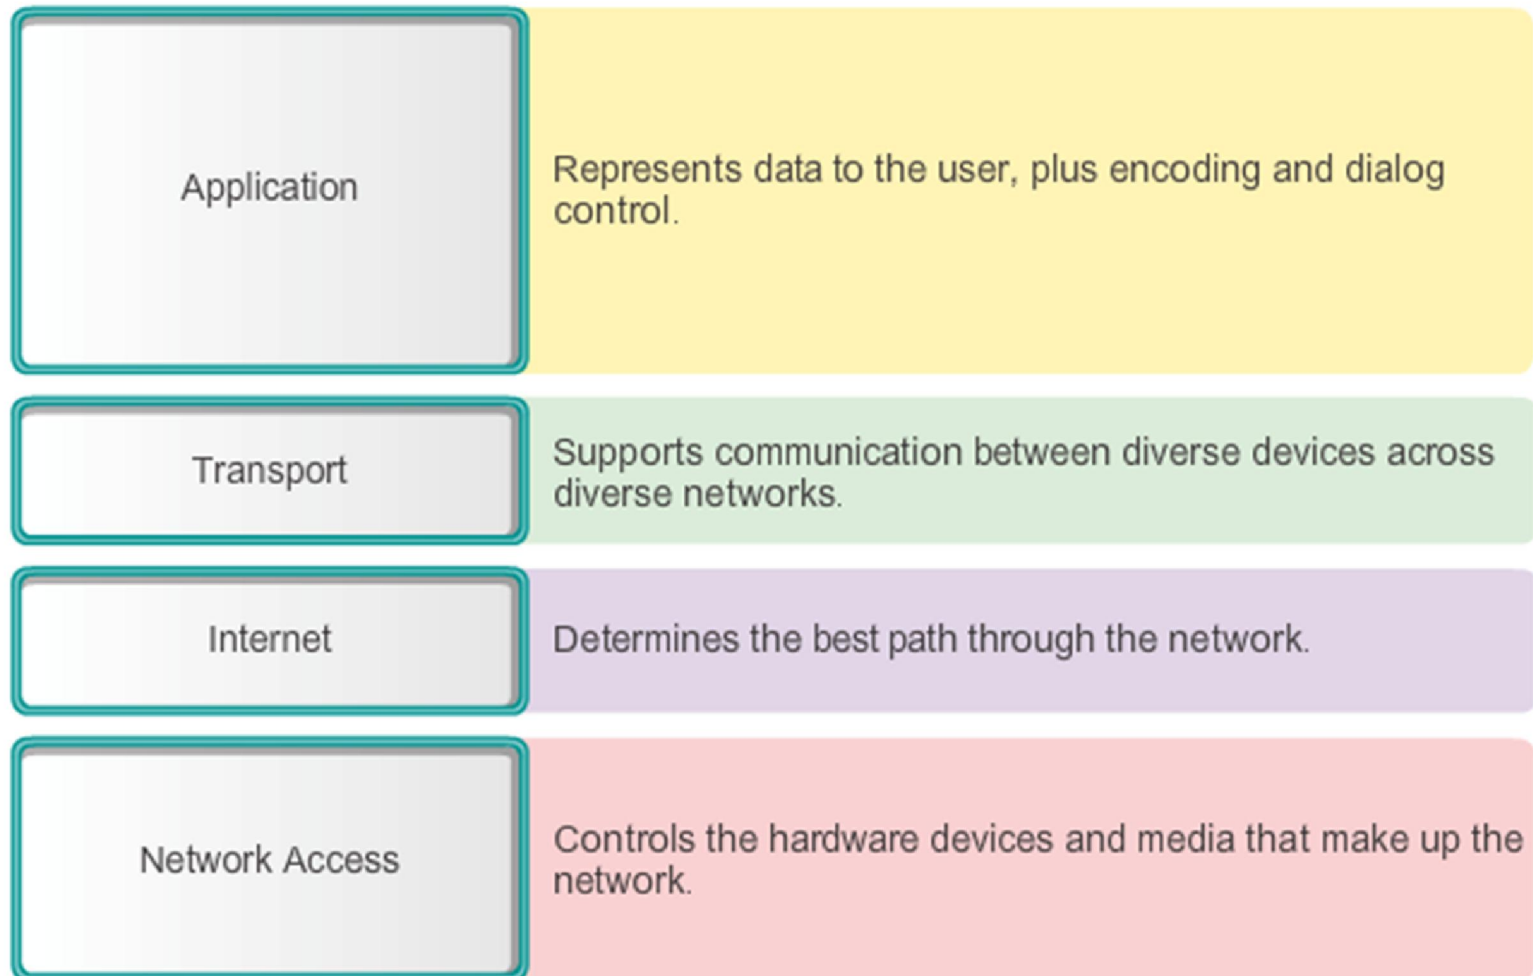 Application
Represents data to the user, plus encoding and dialog
control.
Transport
Supports communication between diverse devices across
diverse networks.
Internet
Determines the best path through the network.
Network Access
Controls the hardware devices and media that make up the
network.